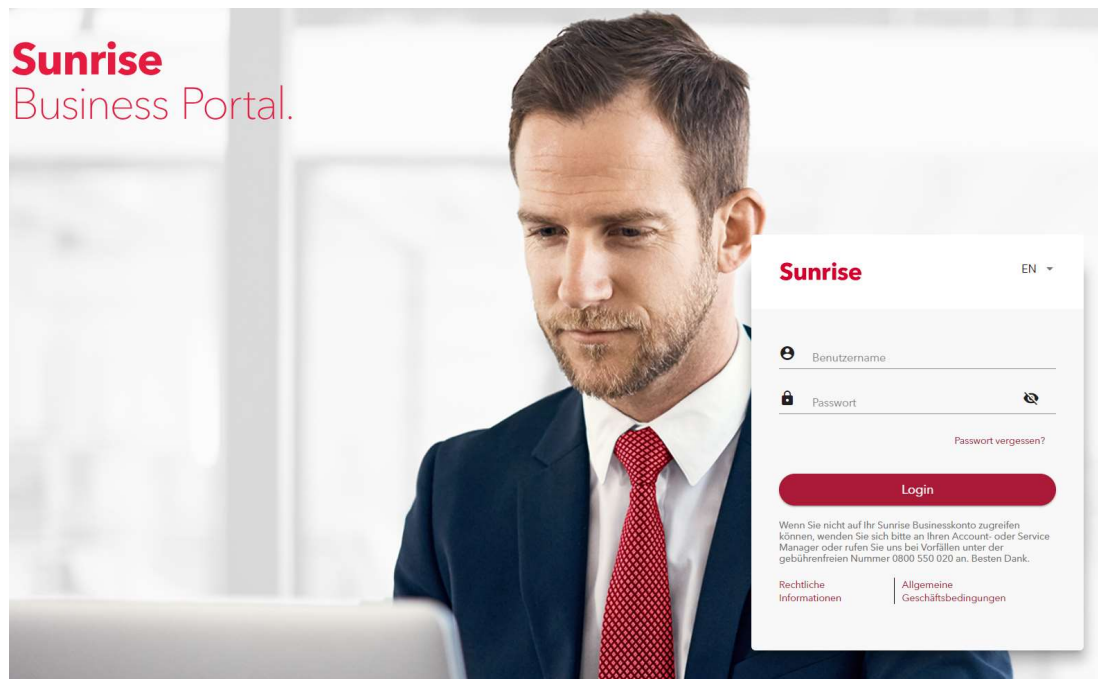 Sunrise
Business Portal.
Sunrise
EN
Benutzername
Passwort
Passwort vergessen?
Login
Wenn Sie nicht auf Ihr Sunrise Businesskonto zugreifen
können, wenden Sie sich bitte an Ihren Account- oder Service
Manager oder rufen Sie uns bei Vorfällen unter der
gebührenfreien Nummer 0800 550 020 an. Besten Dank.
Rechtliche
Informationen
Allgemeine
Geschäftsbedingungen